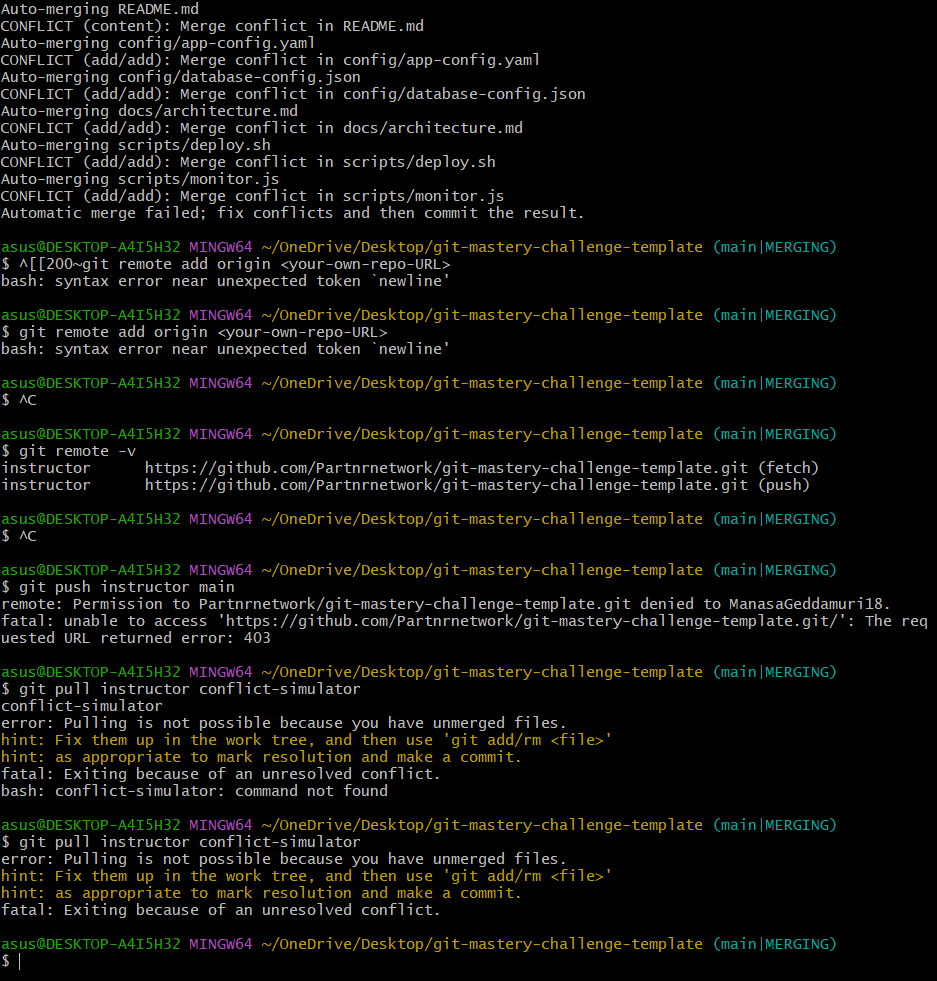 Auto-merging README.md
CONFLICT (content): Merge conflict in README.md
Auto-merging config/app-config.yaml
CONFLICT (add/add): Merge conflict in config/app-config.yaml
Auto-merging config/database-config.json
CONFLICT (add/add): Merge conflict in config/database-config.json
Auto-merging docs/architecture.md
CONFLICT (add/add): Merge conflict in docs/architecture.md
Auto-merging scripts/deploy.sh
CONFLICT (add/add): Merge conflict in scripts/deploy.sh
Auto-merging scripts/monitor.js
CONFLICT (add/add): Merge conflict in scripts/monitor.js
Automatic merge failed; fix conflicts and then commit the result.

asus@DESKTOP-A4I5H32 MINGW64 ~/OneDrive/Desktop/git-mastery-challenge-template (main|MERGING)
$ ^[[200~git remote add origin <your-own-repo-URL>
bash: syntax error near unexpected token `newline'

asus@DESKTOP-A4I5H32 MINGW64 ~/OneDrive/Desktop/git-mastery-challenge-template (main|MERGING)
$ git remote add origin <your-own-repo-URL>
bash: syntax error near unexpected token `newline'

asus@DESKTOP-A4I5H32 MINGW64 ~/OneDrive/Desktop/git-mastery-challenge-template (main|MERGING)
$ ^C

asus@DESKTOP-A4I5H32 MINGW64 ~/OneDrive/Desktop/git-mastery-challenge-template (main|MERGING)
$ git remote -v
instructor      https://github.com/Partnrnetwork/git-mastery-challenge-template.git (fetch)
instructor      https://github.com/Partnrnetwork/git-mastery-challenge-template.git (push)

asus@DESKTOP-A4I5H32 MINGW64 ~/OneDrive/Desktop/git-mastery-challenge-template (main|MERGING)
$ ^C

asus@DESKTOP-A4I5H32 MINGW64 ~/OneDrive/Desktop/git-mastery-challenge-template (main|MERGING)
$ git push instructor main
remote: Permission to Partnrnetwork/git-mastery-challenge-template.git denied to ManasaGeddamuri18.
fatal: unable to access 'https://github.com/Partnrnetwork/git-mastery-challenge-template.git/': The req
uested URL returned error: 403

asus@DESKTOP-A4I5H32 MINGW64 ~/OneDrive/Desktop/git-mastery-challenge-template (main|MERGING)
$ git pull instructor conflict-simulator
conflict-simulator
error: Pulling is not possible because you have unmerged files.
hint: Fix them up in the work tree, and then use 'git add/rm <file>'
hint: as appropriate to mark resolution and make a commit.
fatal: Exiting because of an unresolved conflict.
bash: conflict-simulator: command not found

asus@DESKTOP-A4I5H32 MINGW64 ~/OneDrive/Desktop/git-mastery-challenge-template (main|MERGING)
$ git pull instructor conflict-simulator
error: Pulling is not possible because you have unmerged files.
hint: Fix them up in the work tree, and then use 'git add/rm <file>'
hint: as appropriate to mark resolution and make a commit.
fatal: Exiting because of an unresolved conflict.

asus@DESKTOP-A4I5H32 MINGW64 ~/OneDrive/Desktop/git-mastery-challenge-template (main|MERGING)
$